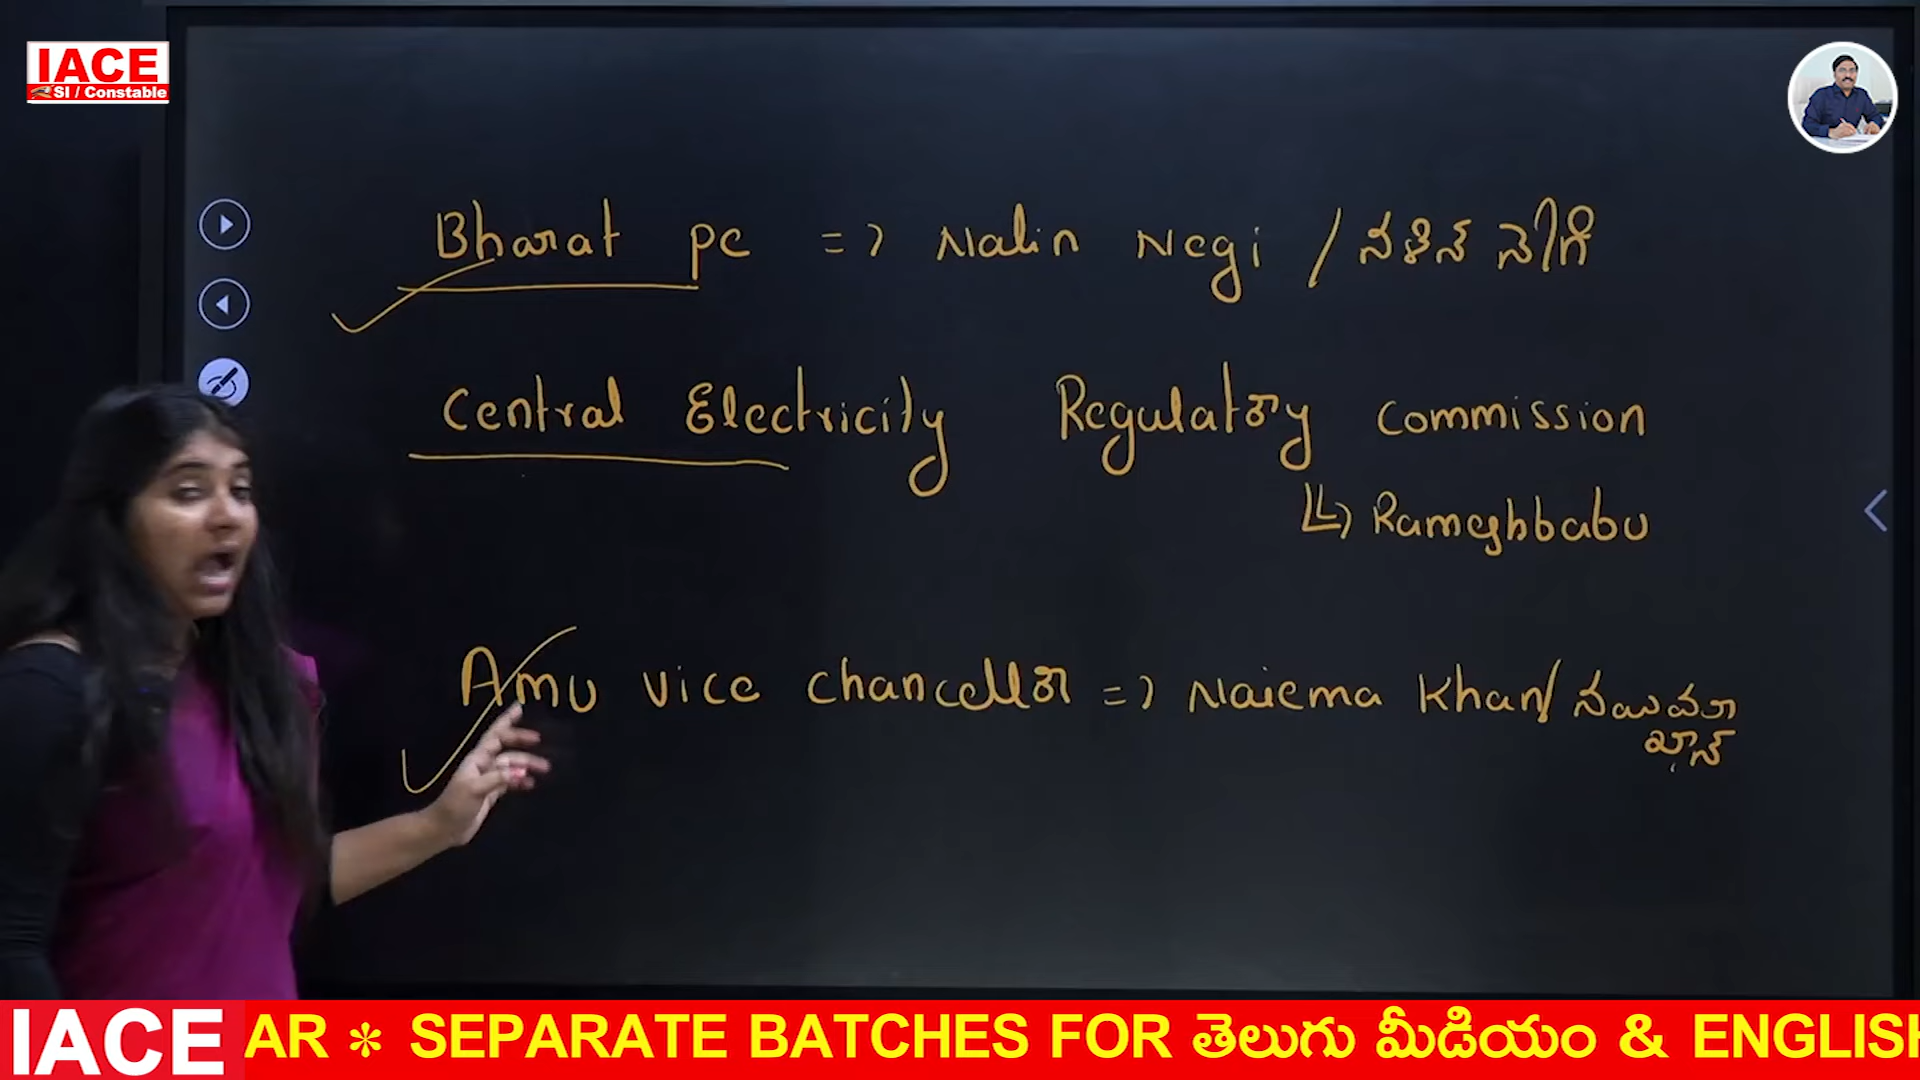 IACE
SI / Constable
Bharat pe => Nalin Negi / నళిన్ నేగి
Central Electricity Regulatory commission
Rameshbabu
Amu vice chancellor => Naiema Khan / నయిమా
ఖాన్
IACE AR * SEPARATE BATCHES FOR తెలుగు మీడియం & ENGLISH